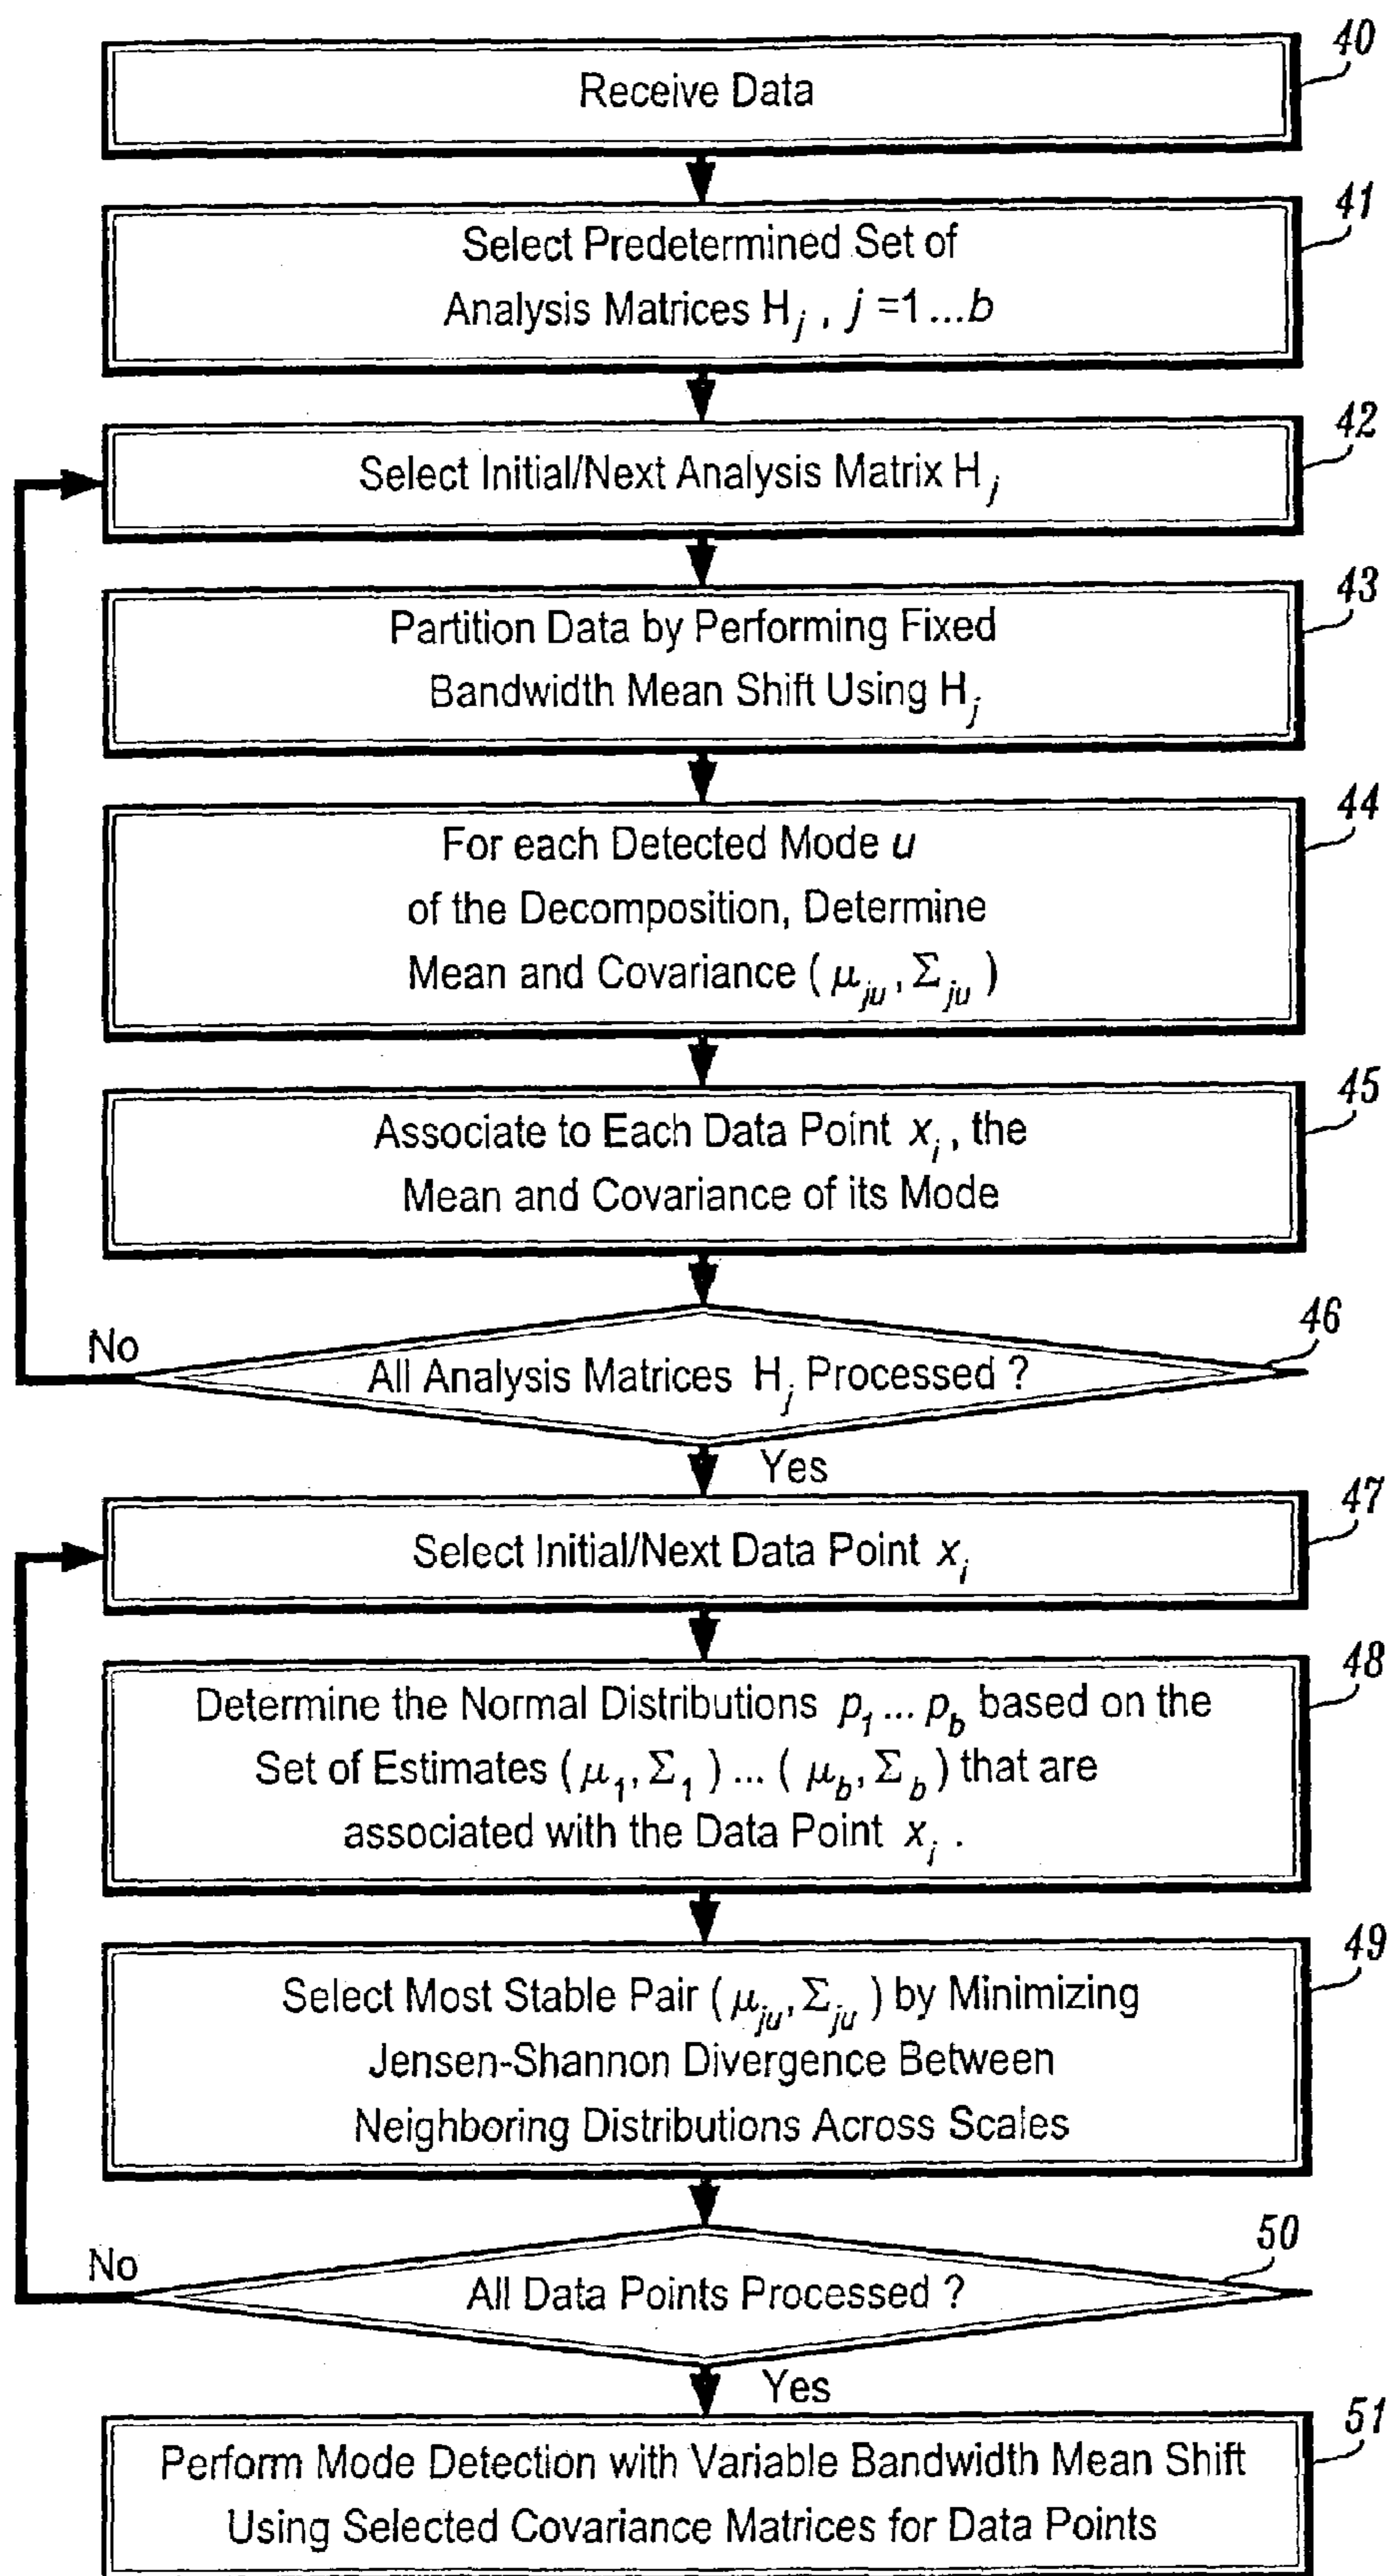 40
Receive Data
41
Select Predetermined Set of
Analysis Matrices H_j , j =1...b
42
Select Initial/Next Analysis Matrix H_j
43
Partition Data by Performing Fixed
Bandwidth Mean Shift Using H_j
44
For each Detected Mode u
of the Decomposition, Determine
Mean and Covariance ( μ_ju , Σ_ju )
45
Associate to Each Data Point x_i , the
Mean and Covariance of its Mode
46
No
All Analysis Matrices H_j Processed ?
Yes
47
Select Initial/Next Data Point x_i
48
Determine the Normal Distributions p_1 ... p_b based on the
Set of Estimates ( μ_1 , Σ_1 ) ... ( μ_b , Σ_b ) that are
associated with the Data Point x_i .
49
Select Most Stable Pair ( μ_ju , Σ_ju ) by Minimizing
Jensen-Shannon Divergence Between
Neighboring Distributions Across Scales
50
No
All Data Points Processed ?
Yes
51
Perform Mode Detection with Variable Bandwidth Mean Shift
Using Selected Covariance Matrices for Data Points